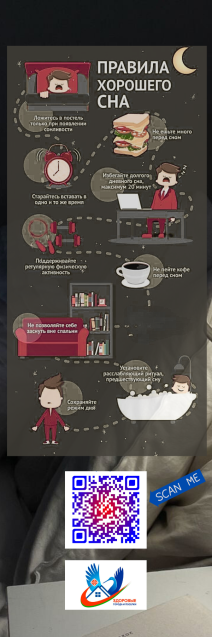 ПРАВИЛА
ХОРОШЕГО
СНА
Ложитесь в постель
только при появлении
сонливости
Не ешьте много
перед сном
Избегайте долгого
дневного сна,
максимум 20 минут
Старайтесь вставать в
одно и то же время
Поддерживайте
регулярную физическую
активность
Не пейте кофе
перед сном
Не позволяйте себе
заснуть вне спальни
Установите
расслабляющий ритуал,
предшествующий сну
Сохраняйте
режим дня
SCAN ME
ЗДОРОВЬЕ